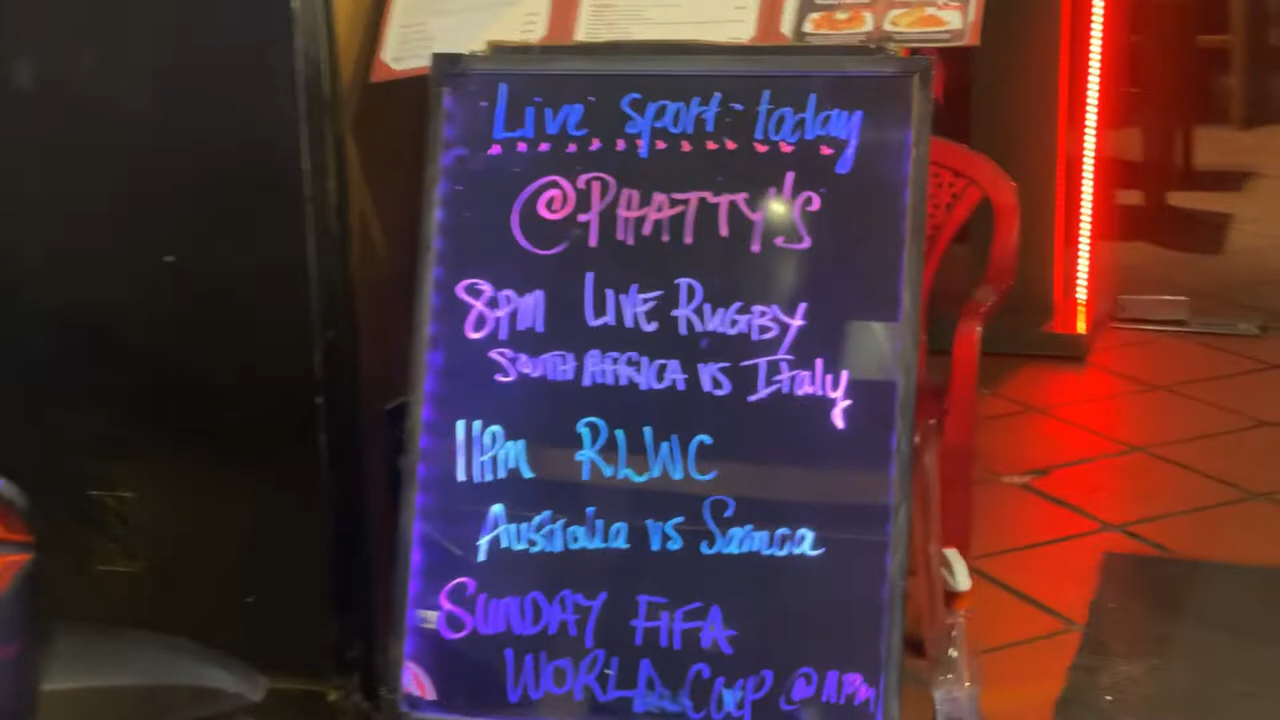 Live sport today
@PHATTY'S
8PM LIVE RUGBY
SOUTH AFRICA VS Italy
11PM RLWC
Australia vs Samoa
SUNDAY FIFA
WORLD CUP @ 11PM